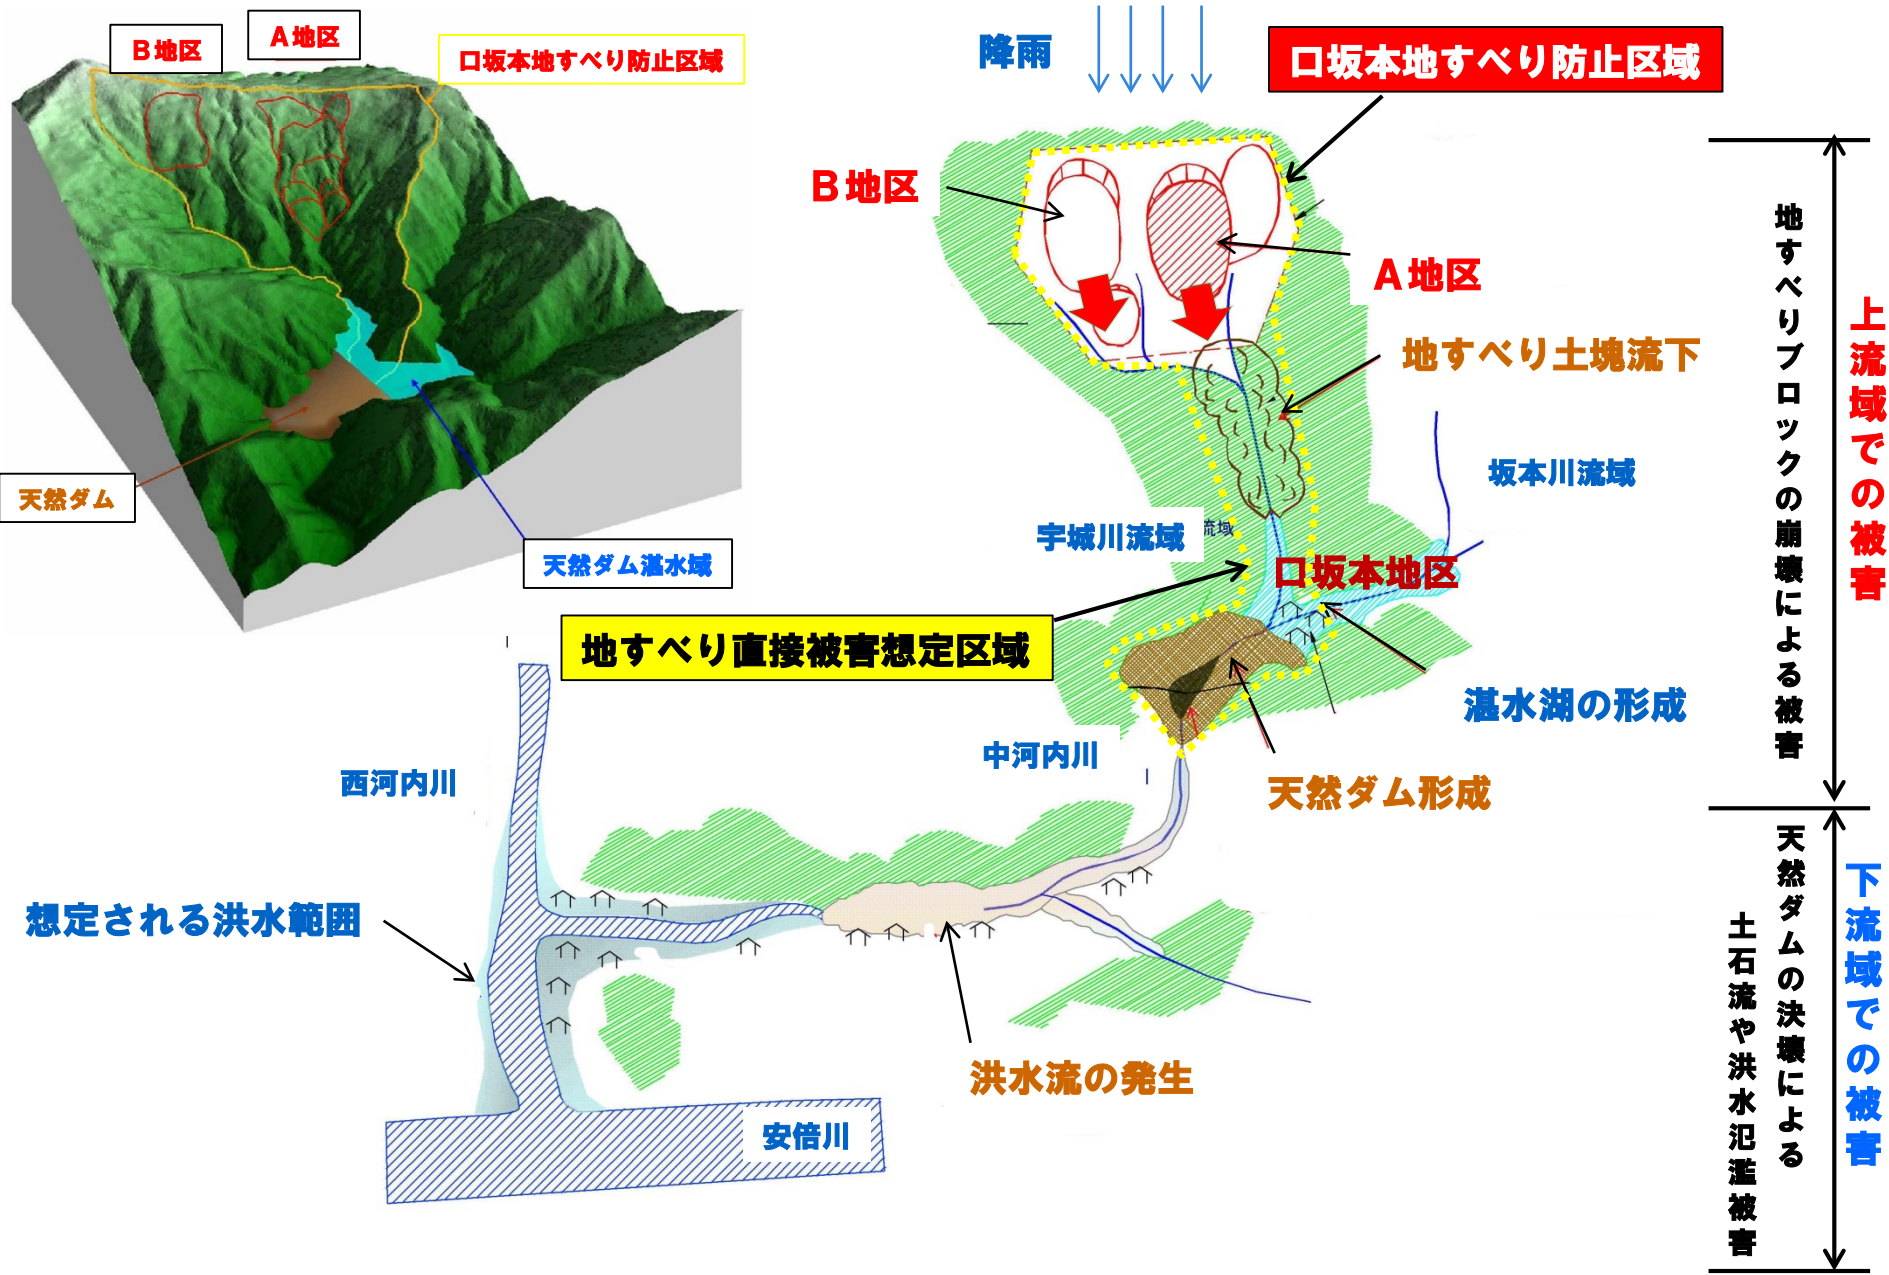 B地区
A地区
口坂本地すべり防止区域
天然ダム
天然ダム湛水域
降雨
口坂本地すべり防止区域
B地区
A地区
地すべり土塊流下
坂本川流域
宇城川流域
流域
口坂本地区
地すべり直接被害想定区域
湛水湖の形成
中河内川
天然ダム形成
西河内川
想定される洪水範囲
洪水流の発生
安倍川
地すべりブロックの崩壊による被害
上流域での被害
天然ダムの決壊による
土石流や洪水氾濫被害
下流域での被害